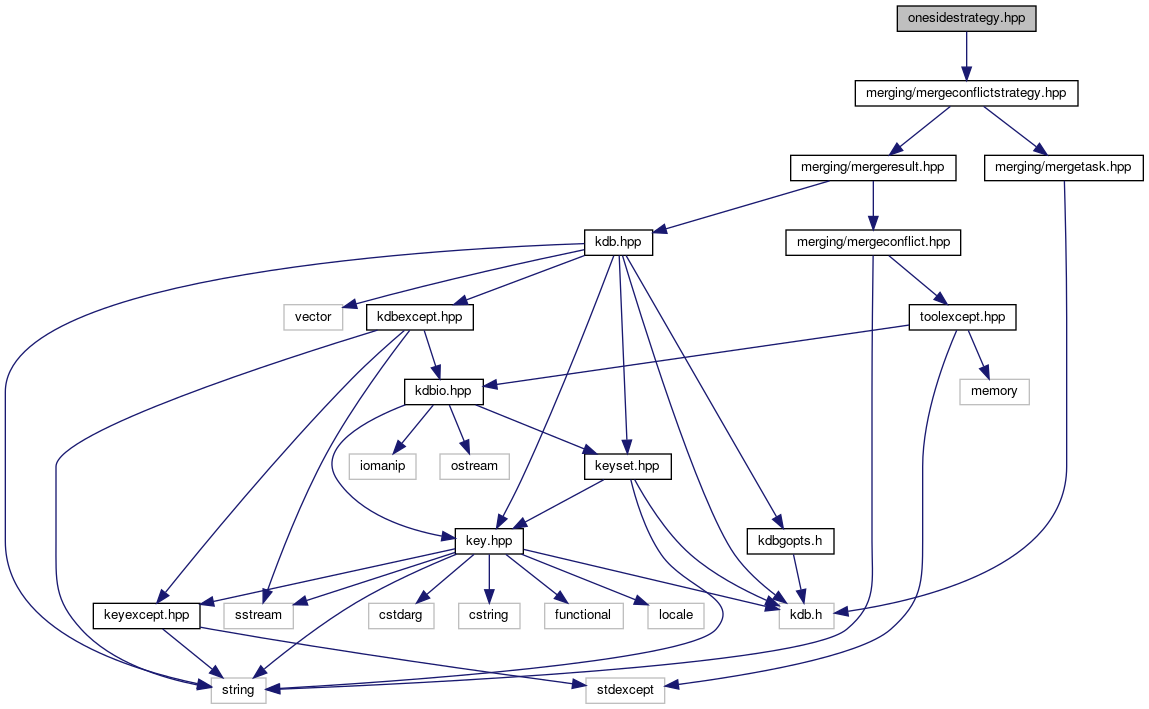 onesidestrategy.hpp
merging/mergeconflictstrategy.hpp
merging/mergeresult.hpp
merging/mergetask.hpp
kdb.hpp
merging/mergeconflict.hpp
vector
kdbexcept.hpp
toolexcept.hpp
kdbio.hpp
memory
iomanip
ostream
keyset.hpp
key.hpp
kdbgopts.h
keyexcept.hpp
sstream
cstdarg
cstring
functional
locale
kdb.h
string
stdexcept